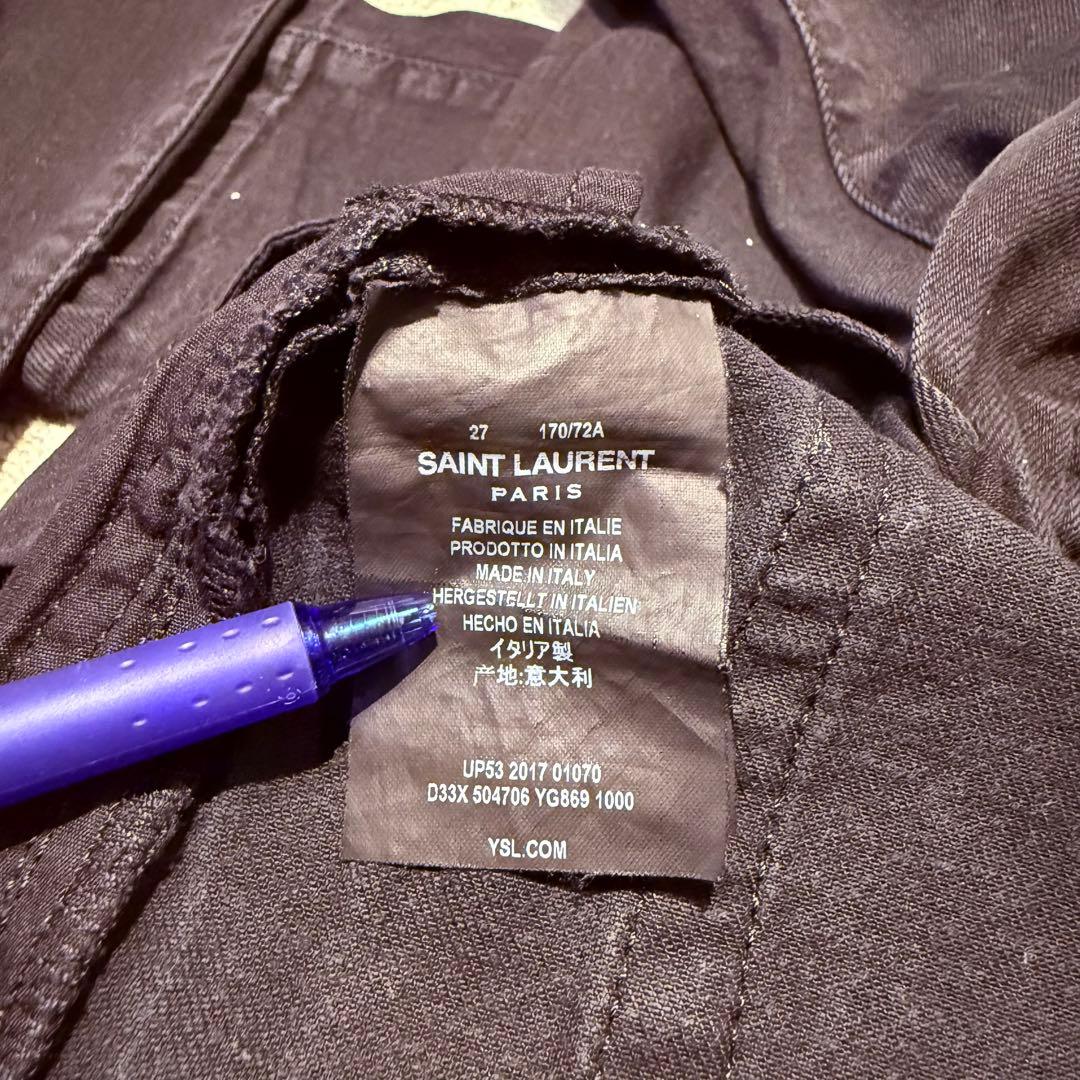 27 170/72A
SAINT LAURENT
PARIS
FABRIQUE EN ITALIE
PRODOTTO IN ITALIA
MADE IN ITALY
HERGESTELLT IN ITALIEN
HECHO EN ITALIA
イタリア製
产地:意大利
UP53 2017 01070
D33X 504706 YG869 1000
YSL.COM